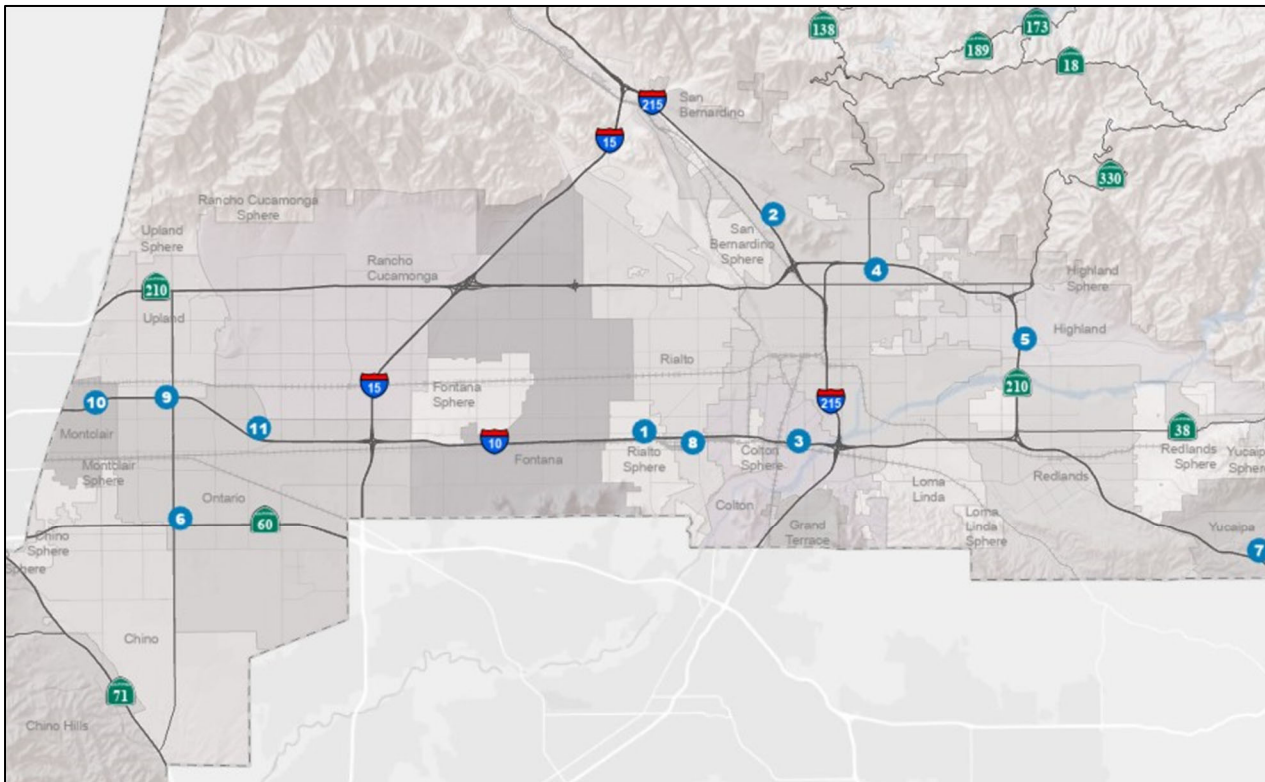 138
173
189
18
215
San
Bernardino
15
330
Rancho Cucamonga
Sphere
2
Upland
Sphere
San
Bernardino
Sphere
Rancho
Cucamonga
4
Highland
Sphere
210
Upland
Highland
5
Rialto
15
Fontana
Sphere
210
10
9
215
11
Montclair
10
1
8
3
38
Fontana
Rialto
Sphere
Colton
Sphere
Redlands
Sphere
Yucaipa
Sphere
Montclair
Sphere
Ontario
Loma
Linda
Redlands
Colton
6
60
Grand
Terrace
Loma
Linda
Sphere
Yucaipa
Chino
Sphere
Sphere
7
Chino
71
Chino Hills